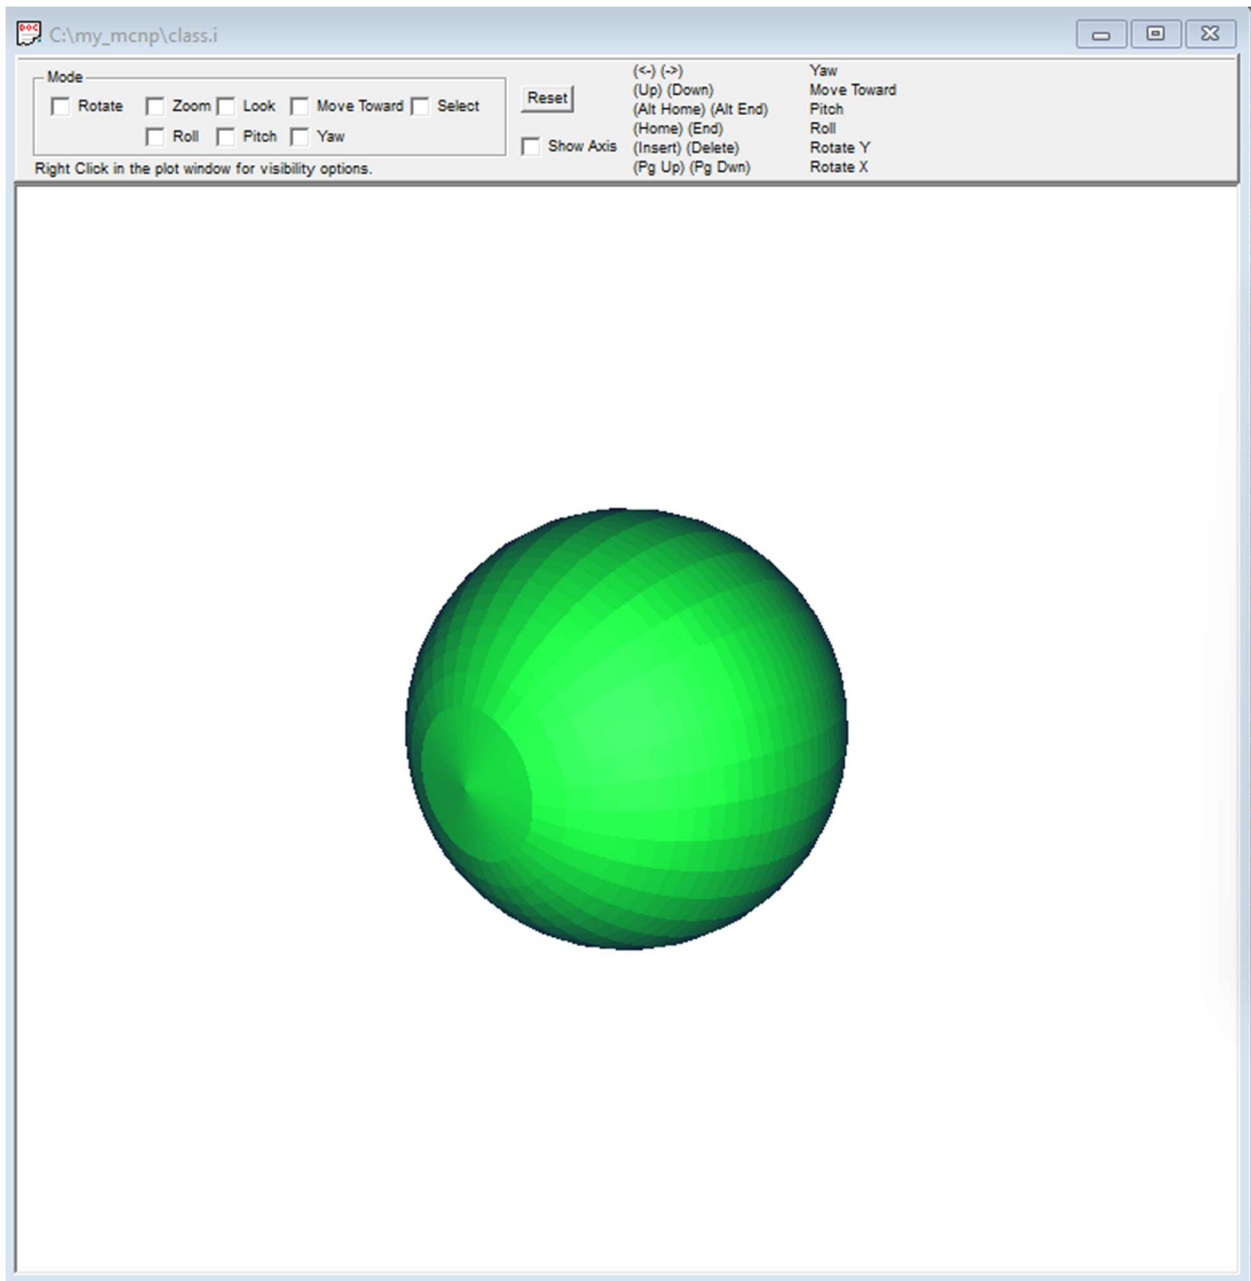 C:\my_mcnp\class.i
Mode
Rotate Zoom Look Move Toward Select
Roll Pitch Yaw
Right Click in the plot window for visibility options.
Reset
Show Axis
(<-) (->) Yaw
(Up) (Down) Move Toward
(Alt Home) (Alt End) Pitch
(Home) (End) Roll
(Insert) (Delete) Rotate Y
(Pg Up) (Pg Dwn) Rotate X